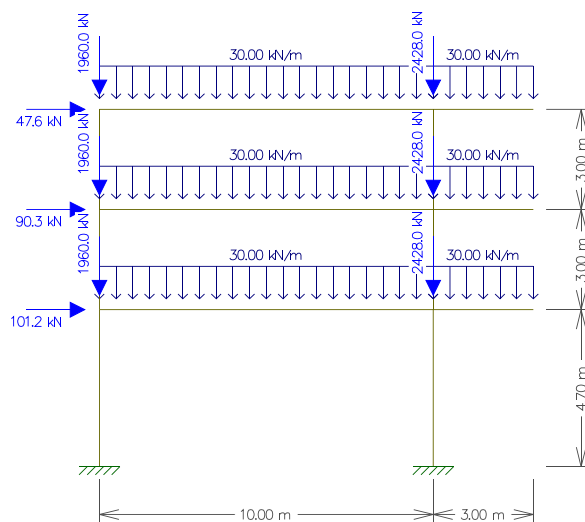 1960.0 kN
2428.0 kN
30.00 kN/m
30.00 kN/m
47.6 kN
1960.0 kN
2428.0 kN
3.00 m
30.00 kN/m
30.00 kN/m
90.3 kN
1960.0 kN
2428.0 kN
3.00 m
30.00 kN/m
30.00 kN/m
101.2 kN
4.70 m
10.00 m
3.00 m